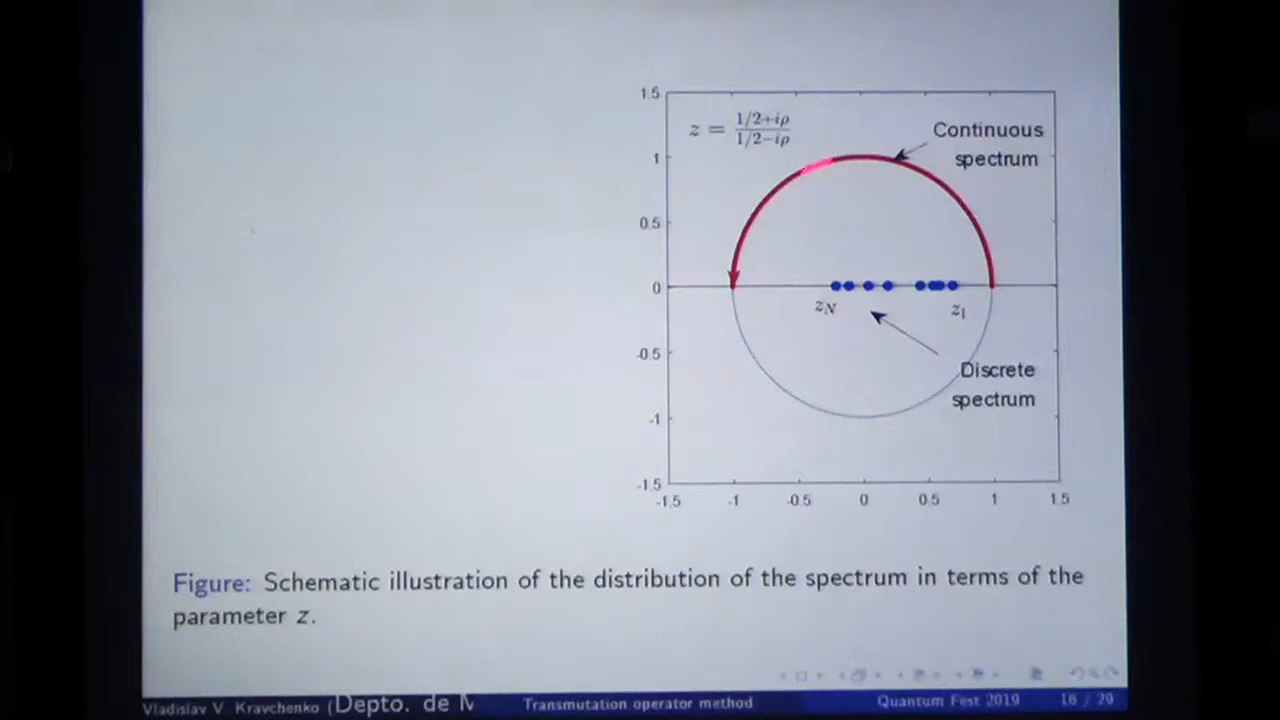 z = 1/2+iρ / 1/2−iρ
Continuous
spectrum
1.5
1
0.5
0
-0.5
-1
-1.5
z_N
z_1
Discrete
spectrum
-1.5 -1 -0.5 0 0.5 1 1.5
Figure: Schematic illustration of the distribution of the spectrum in terms of the
parameter z.
Vladislav V. Kravchenko (Depto. de M Transmutation operator method Quantum Fest 2019 16 / 29